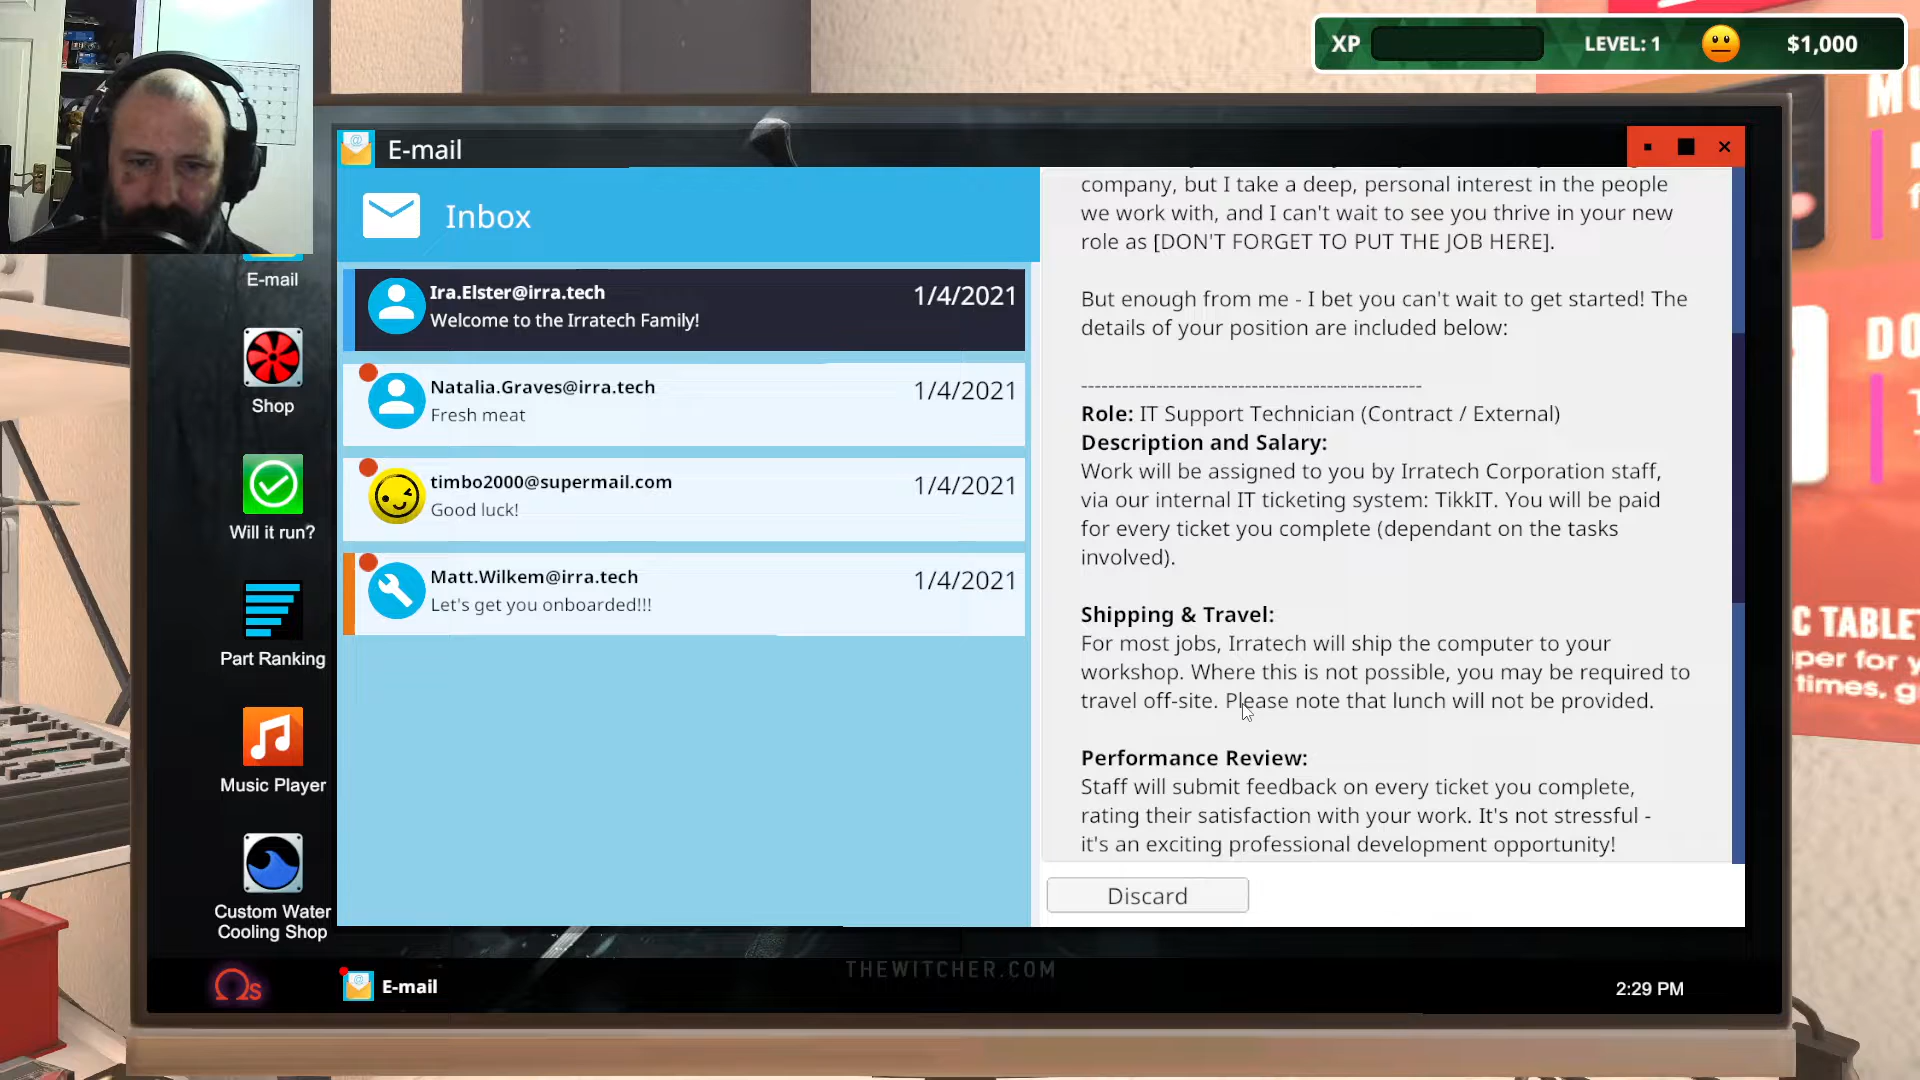 XP
LEVEL: 1
$1,000
E-mail
Inbox
Ira.Elster@irra.tech
1/4/2021
Welcome to the Irratech Family!
Natalia.Graves@irra.tech
1/4/2021
Fresh meat
timbo2000@supermail.com
1/4/2021
Good luck!
Matt.Wilkem@irra.tech
1/4/2021
Let's get you onboarded!!!
company, but I take a deep, personal interest in the people
we work with, and I can't wait to see you thrive in your new
role as [DON'T FORGET TO PUT THE JOB HERE].
But enough from me - I bet you can't wait to get started! The
details of your position are included below:
--------------------------------------------------
Role: IT Support Technician (Contract / External)
Description and Salary:
Work will be assigned to you by Irratech Corporation staff,
via our internal IT ticketing system: TikkIT. You will be paid
for every ticket you complete (dependant on the tasks
involved).
Shipping & Travel:
For most jobs, Irratech will ship the computer to your
workshop. Where this is not possible, you may be required to
travel off-site. Please note that lunch will not be provided.
Performance Review:
Staff will submit feedback on every ticket you complete,
rating their satisfaction with your work. It's not stressful -
it's an exciting professional development opportunity!
Discard
E-mail
Shop
Will it run?
Part Ranking
Music Player
Custom Water
Cooling Shop
THEWITCHER.COM
Ωs
E-mail
2:29 PM
DO
C TABLE
per for y
times, g